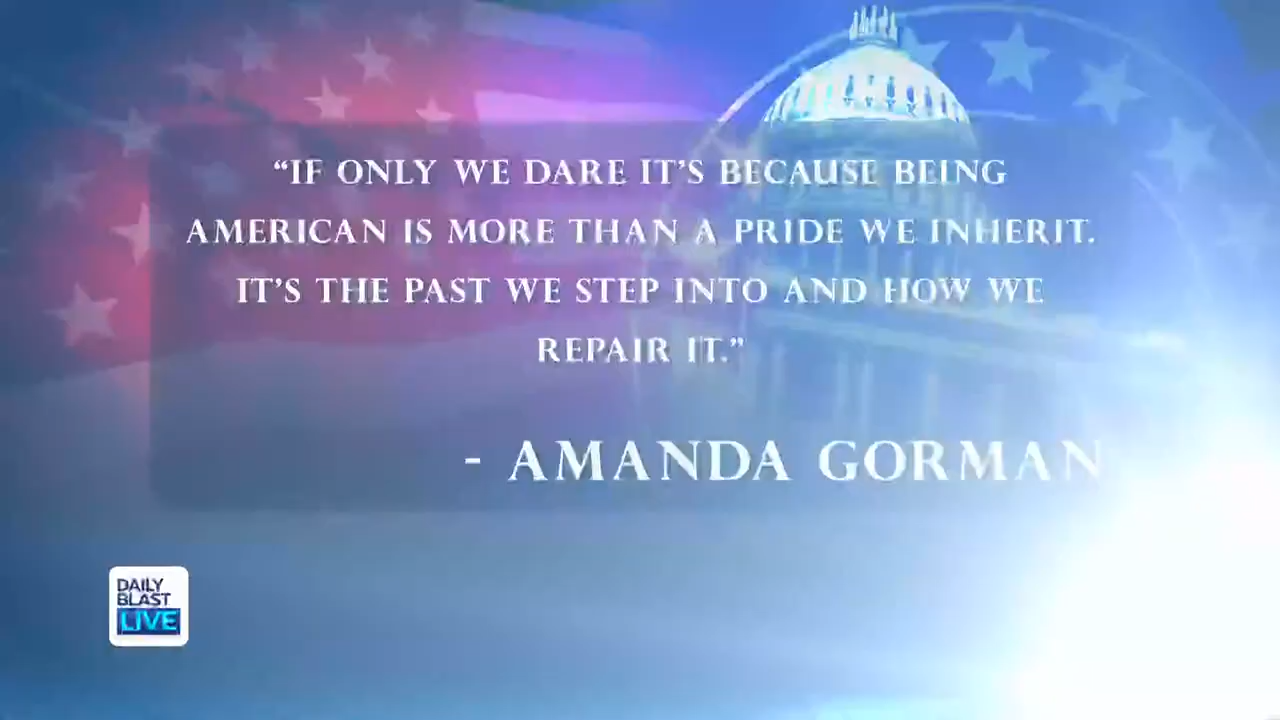 “IF ONLY WE DARE IT’S BECAUSE BEING
AMERICAN IS MORE THAN A PRIDE WE INHERIT.
IT’S THE PAST WE STEP INTO AND HOW WE
REPAIR IT.”
- AMANDA GORMAN
DAILY
BLAST
LIVE